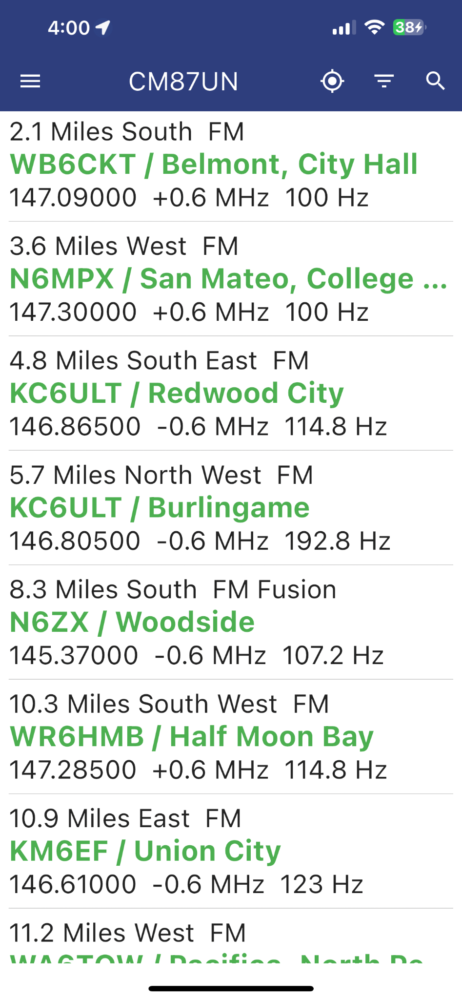 4:00
38
CM87UN
2.1 Miles South FM
WB6CKT / Belmont, City Hall
147.09000 +0.6 MHz 100 Hz
3.6 Miles West FM
N6MPX / San Mateo, College ...
147.30000 +0.6 MHz 100 Hz
4.8 Miles South East FM
KC6ULT / Redwood City
146.86500 -0.6 MHz 114.8 Hz
5.7 Miles North West FM
KC6ULT / Burlingame
146.80500 -0.6 MHz 192.8 Hz
8.3 Miles South FM Fusion
N6ZX / Woodside
145.37000 -0.6 MHz 107.2 Hz
10.3 Miles South West FM
WR6HMB / Half Moon Bay
147.28500 +0.6 MHz 114.8 Hz
10.9 Miles East FM
KM6EF / Union City
146.61000 -0.6 MHz 123 Hz
11.2 Miles West FM
/ Pacifica, North